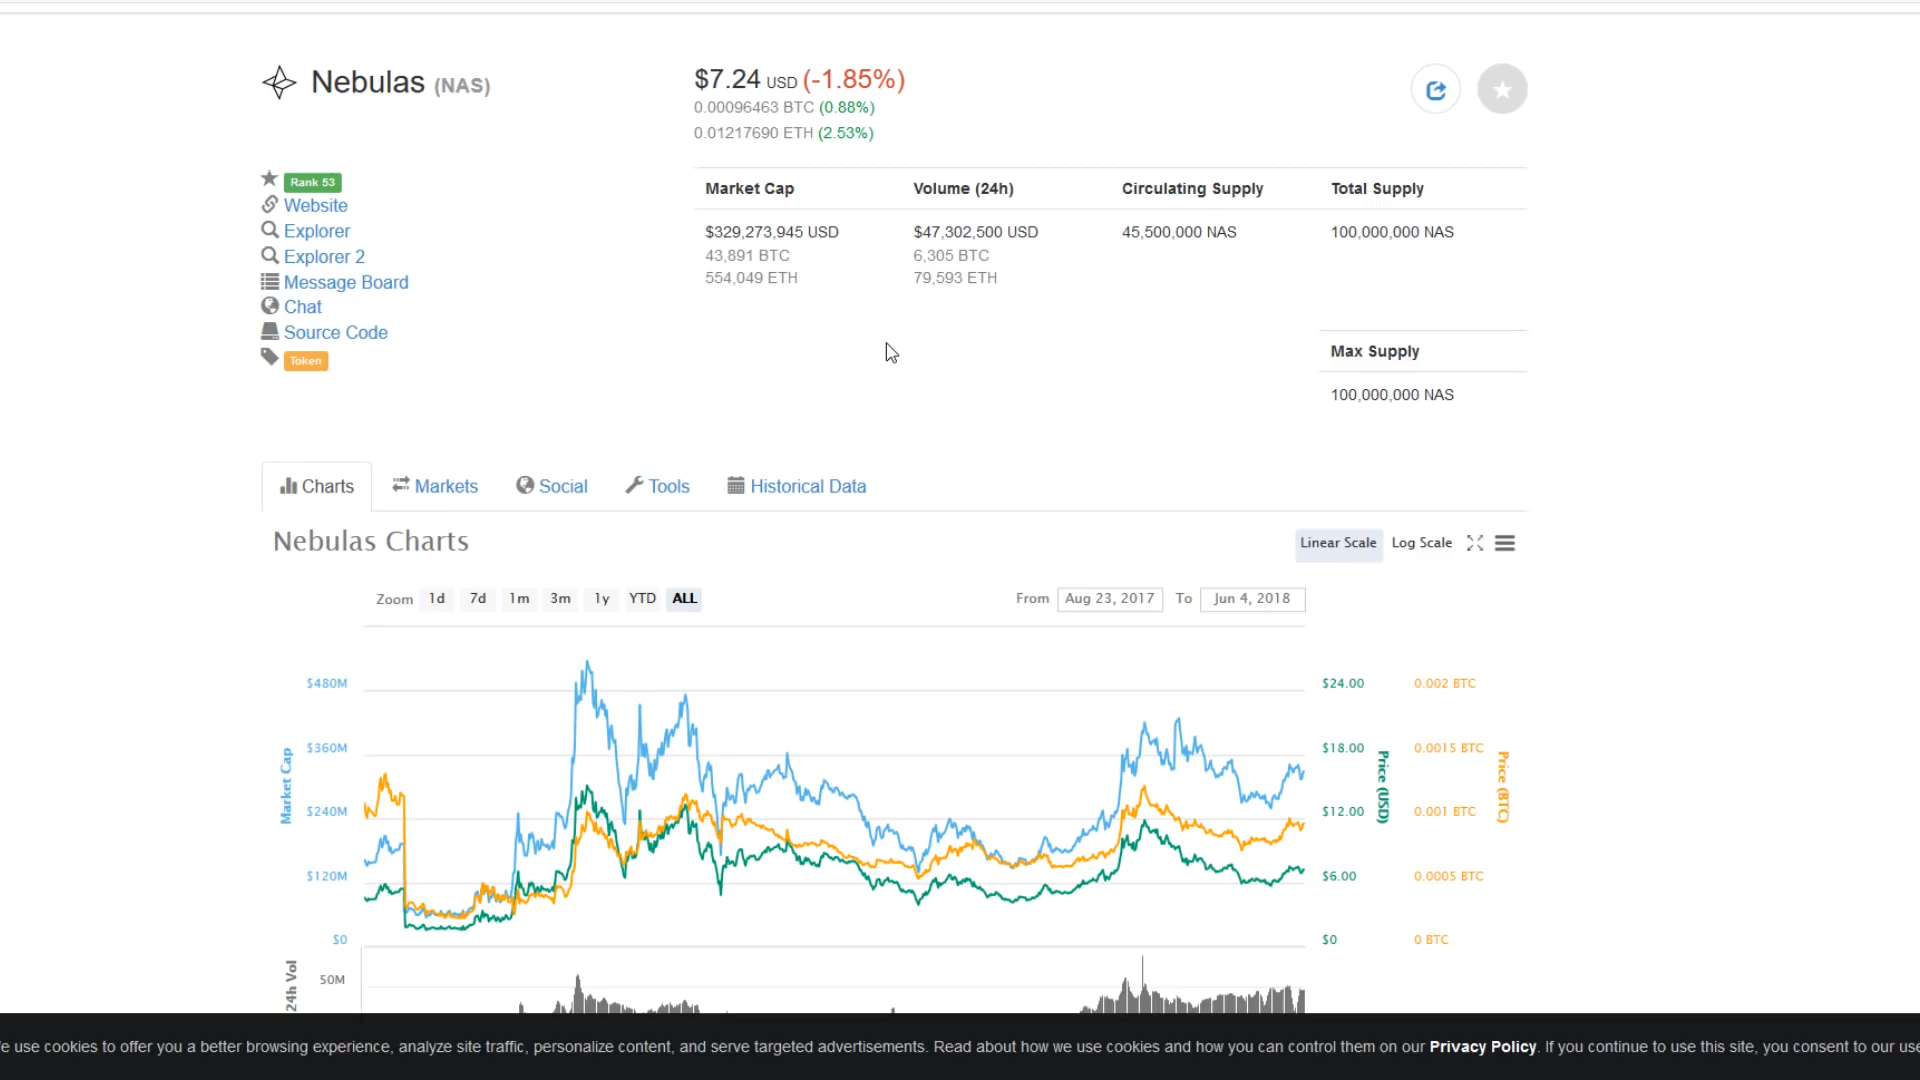 Nebulas (NAS)
$7.24 USD (-1.85%)
0.00096463 BTC (0.88%)
0.01217690 ETH (2.53%)
Rank 53
Website
Explorer
Explorer 2
Message Board
Chat
Source Code
Token
Market Cap Volume (24h) Circulating Supply Total Supply
$329,273,945 USD $47,302,500 USD 45,500,000 NAS 100,000,000 NAS
43,891 BTC 6,305 BTC
554,049 ETH 79,593 ETH
Max Supply
100,000,000 NAS
Charts Markets Social Tools Historical Data
Nebulas Charts
Linear Scale Log Scale
Zoom 1d 7d 1m 3m 1y YTD ALL From Aug 23, 2017 To Jun 4, 2018
$480M $24.00 0.002 BTC
$360M $18.00 0.0015 BTC
$240M $12.00 0.001 BTC
$120M $6.00 0.0005 BTC
$0 $0 0 BTC
Market Cap
Price (USD)
Price (BTC)
24h Vol
50M
e use cookies to offer you a better browsing experience, analyze site traffic, personalize content, and serve targeted advertisements. Read about how we use cookies and how you can control them on our Privacy Policy. If you continue to use this site, you consent to our use